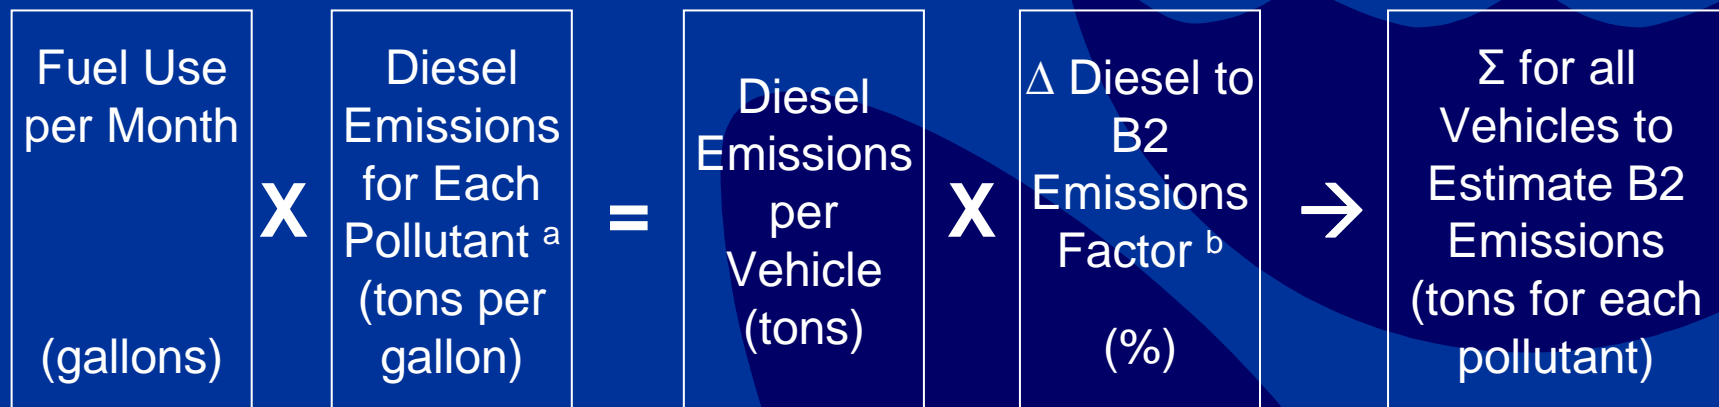 Fuel Use
per Month
(gallons)
X
Diesel
Emissions
for Each
Pollutant a
(tons per
gallon)
=
Diesel
Emissions
per
Vehicle
(tons)
X
Δ Diesel to
B2
Emissions
Factor b
(%)
→
Σ for all
Vehicles to
Estimate B2
Emissions
(tons for each
pollutant)